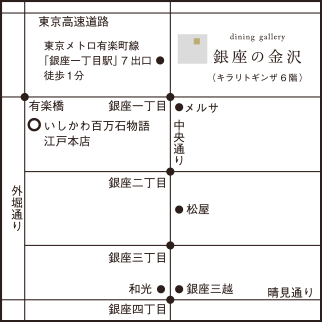 東京高速道路
東京メトロ有楽町線
「銀座一丁目駅」7出口
徒歩1分
dining gallery
銀座の金沢
（キラリトギンザ6階）
有楽橋
銀座一丁目
メルサ
いしかわ百万石物語
江戸本店
中央通り
銀座二丁目
外堀通り
松屋
銀座三丁目
和光
銀座三越
晴見通り
銀座四丁目